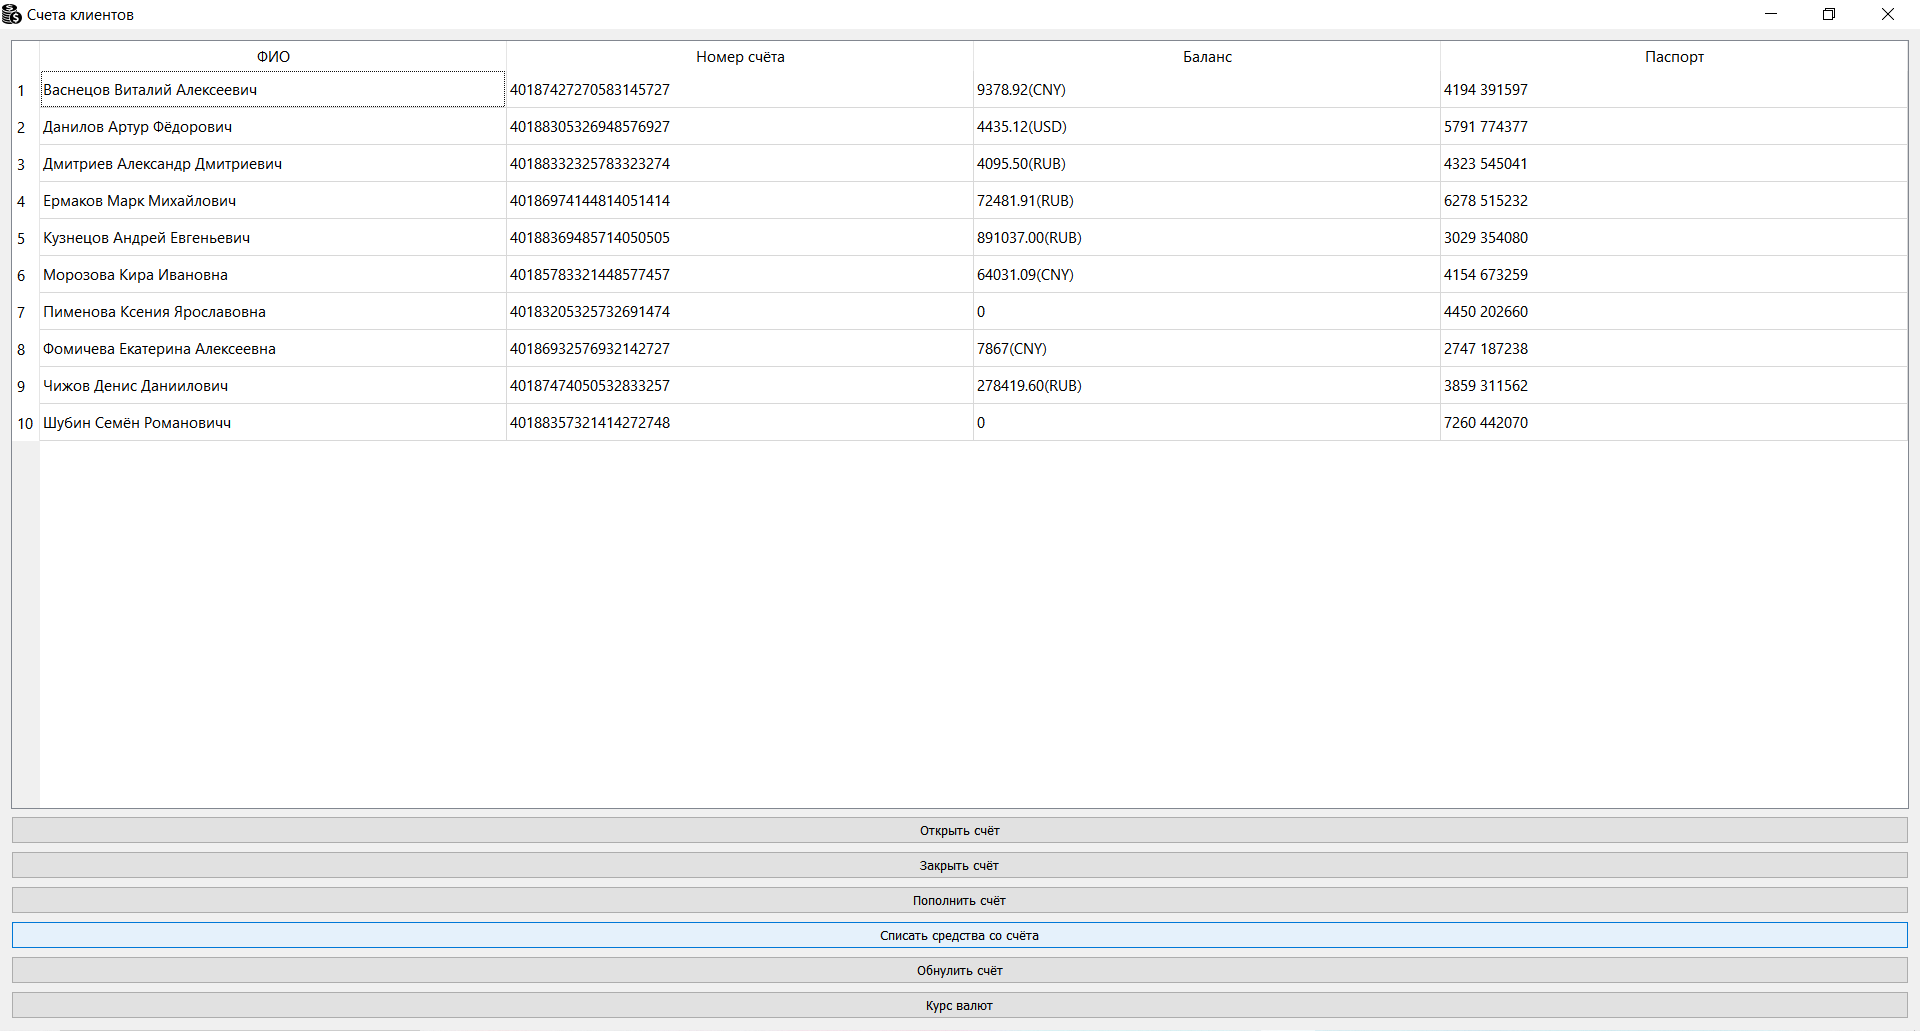 Счета клиентов
ФИО Номер счёта Баланс Паспорт
1 Васнецов Виталий Алексеевич 40187427270583145727 9378.92(CNY) 4194 391597
2 Данилов Артур Фёдорович 40188305326948576927 4435.12(USD) 5791 774377
3 Дмитриев Александр Дмитриевич 40188332325783323274 4095.50(RUB) 4323 545041
4 Ермаков Марк Михайлович 40186974144814051414 72481.91(RUB) 6278 515232
5 Кузнецов Андрей Евгеньевич 40188369485714050505 891037.00(RUB) 3029 354080
6 Морозова Кира Ивановна 40185783321448577457 64031.09(CNY) 4154 673259
7 Пименова Ксения Ярославовна 40183205325732691474 0 4450 202660
8 Фомичева Екатерина Алексеевна 40186932576932142727 7867(CNY) 2747 187238
9 Чижов Денис Даниилович 40187474050532833257 278419.60(RUB) 3859 311562
10 Шубин Семён Романовичч 40188357321414272748 0 7260 442070
Открыть счёт
Закрыть счёт
Пополнить счёт
Списать средства со счёта
Обнулить счёт
Курс валют